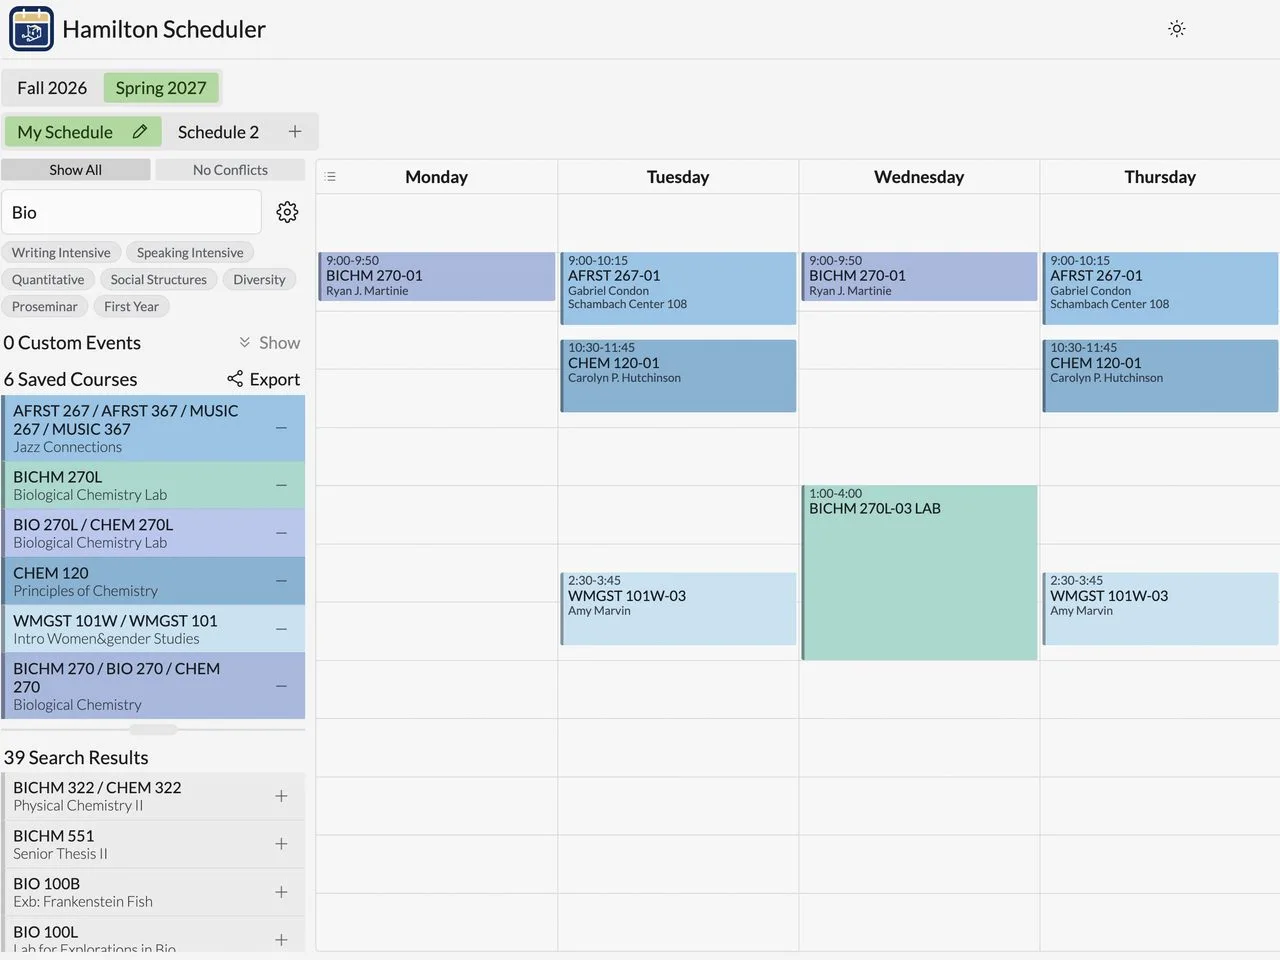 Hamilton Scheduler
Fall 2026
Spring 2027
My Schedule
Schedule 2
+
Show All
No Conflicts
Bio
Writing Intensive
Speaking Intensive
Quantitative
Social Structures
Diversity
Proseminar
First Year
0 Custom Events
Show
6 Saved Courses
Export
AFRST 267 / AFRST 367 / MUSIC
267 / MUSIC 367
Jazz Connections
BICHM 270L
Biological Chemistry Lab
BIO 270L / CHEM 270L
Biological Chemistry Lab
CHEM 120
Principles of Chemistry
WMGST 101W / WMGST 101
Intro Women&gender Studies
BICHM 270 / BIO 270 / CHEM
270
Biological Chemistry
39 Search Results
BICHM 322 / CHEM 322
Physical Chemistry II
BICHM 551
Senior Thesis II
BIO 100B
Exb: Frankenstein Fish
BIO 100L
Lab for Explorations in Bio
Monday
Tuesday
Wednesday
Thursday
9:00-9:50
BICHM 270-01
Ryan J. Martinie
9:00-10:15
AFRST 267-01
Gabriel Condon
Schambach Center 108
10:30-11:45
CHEM 120-01
Carolyn P. Hutchinson
2:30-3:45
WMGST 101W-03
Amy Marvin
9:00-9:50
BICHM 270-01
Ryan J. Martinie
1:00-4:00
BICHM 270L-03 LAB
9:00-10:15
AFRST 267-01
Gabriel Condon
Schambach Center 108
10:30-11:45
CHEM 120-01
Carolyn P. Hutchinson
2:30-3:45
WMGST 101W-03
Amy Marvin